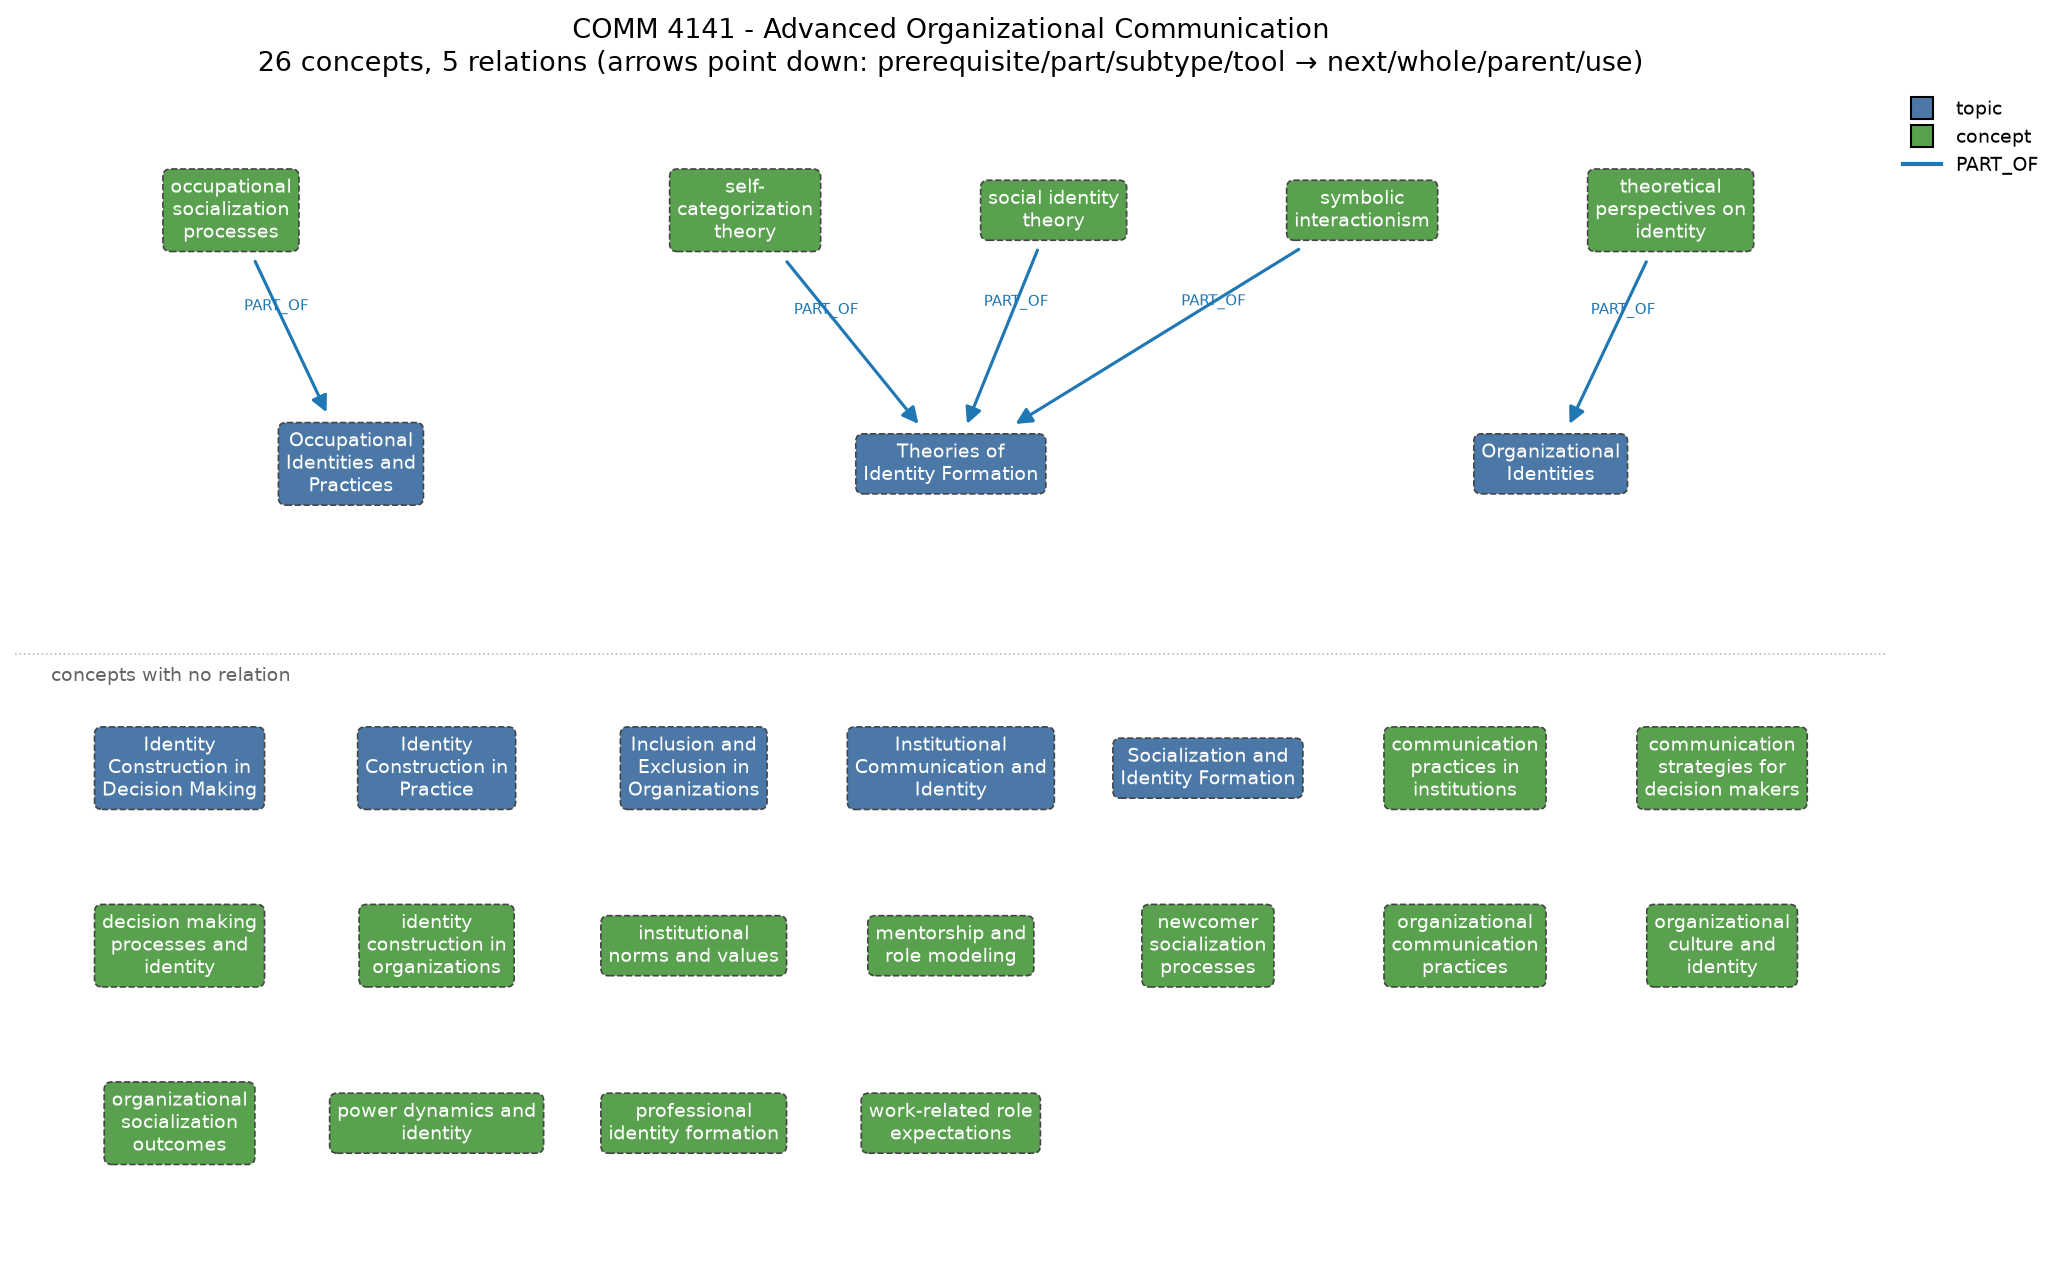 COMM 4141 - Advanced Organizational Communication
26 concepts, 5 relations (arrows point down: prerequisite/part/subtype/tool → next/whole/parent/use)
topic
concept
PART_OF
occupational
socialization
processes
self-
categorization
theory
social identity
theory
symbolic
interactionism
theoretical
perspectives on
identity
PART_OF
PART_OF
PART_OF
PART_OF
PART_OF
Occupational
Identities and
Practices
Theories of
Identity Formation
Organizational
Identities
concepts with no relation
Identity
Construction in
Decision Making
Identity
Construction in
Practice
Inclusion and
Exclusion in
Organizations
Institutional
Communication and
Identity
Socialization and
Identity Formation
communication
practices in
institutions
communication
strategies for
decision makers
decision making
processes and
identity
identity
construction in
organizations
institutional
norms and values
mentorship and
role modeling
newcomer
socialization
processes
organizational
communication
practices
organizational
culture and
identity
organizational
socialization
outcomes
power dynamics and
identity
professional
identity formation
work-related role
expectations